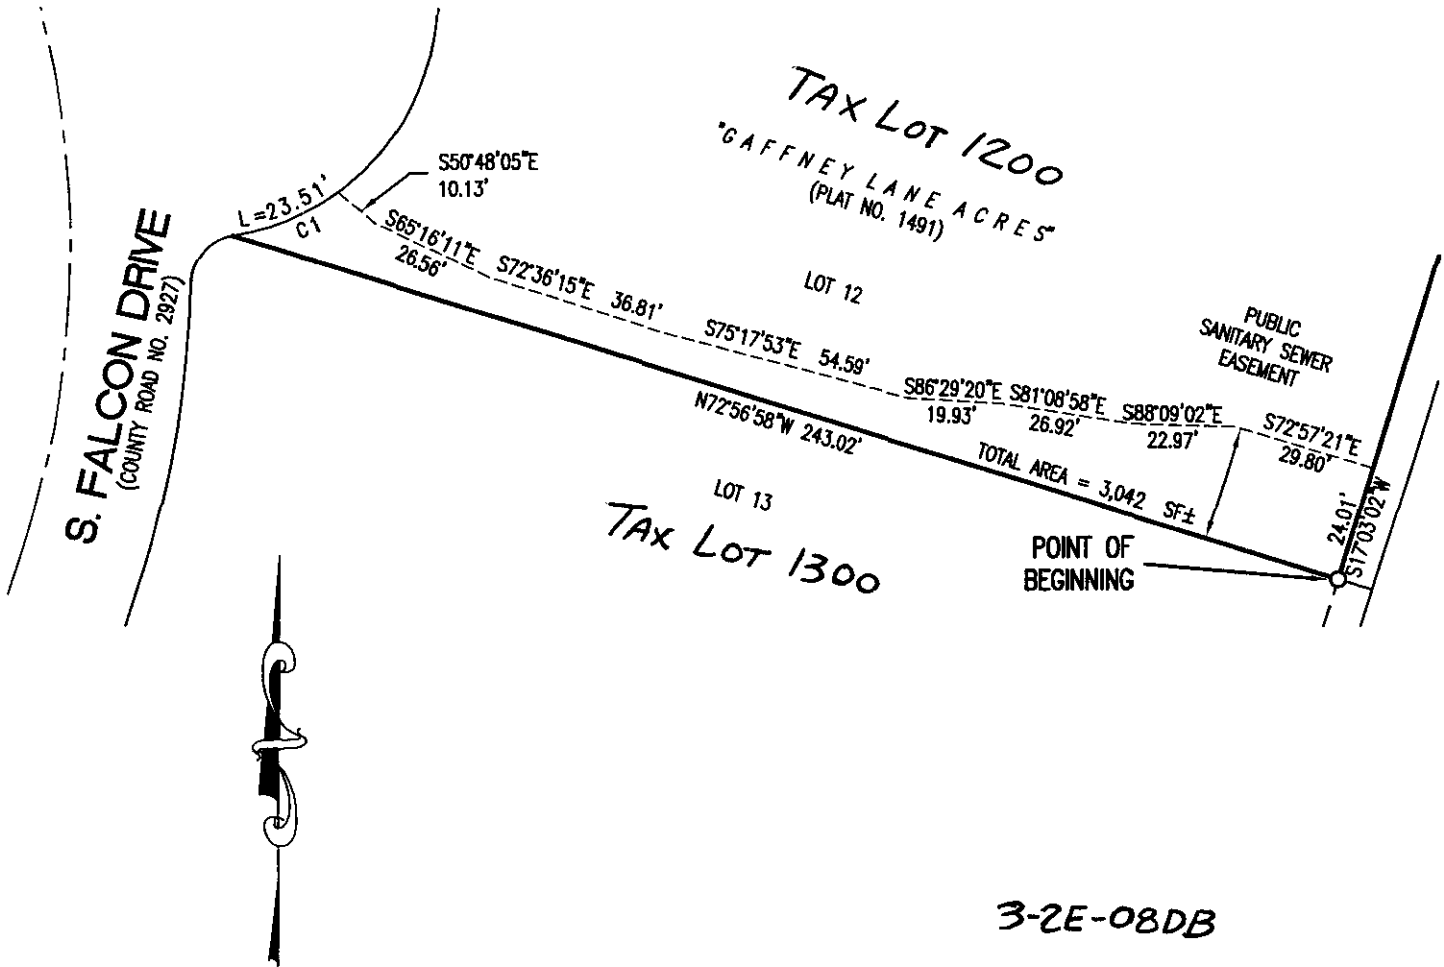 TAX LOT 1200
"GAFFNEY LANE ACRES"
(PLAT NO. 1491)
S50°48'05"E
10.13'
L=23.51'
C1
S65°16'11"E
26.56'
S72°36'15"E 36.81'
LOT 12
S75°17'53"E 54.59'
PUBLIC
SANITARY SEWER
EASEMENT
S86°29'20"E
19.93'
S81°08'58"E
26.92'
S88°09'02"E
22.97'
S72°57'21"E
29.80'
S. FALCON DRIVE
(COUNTY ROAD NO. 2927)
N72°56'58"W 243.02'
TOTAL AREA = 3,042 SF±
24.01'
S17°03'02"W
LOT 13
TAX LOT 1300
POINT OF
BEGINNING
3-2E-08DB